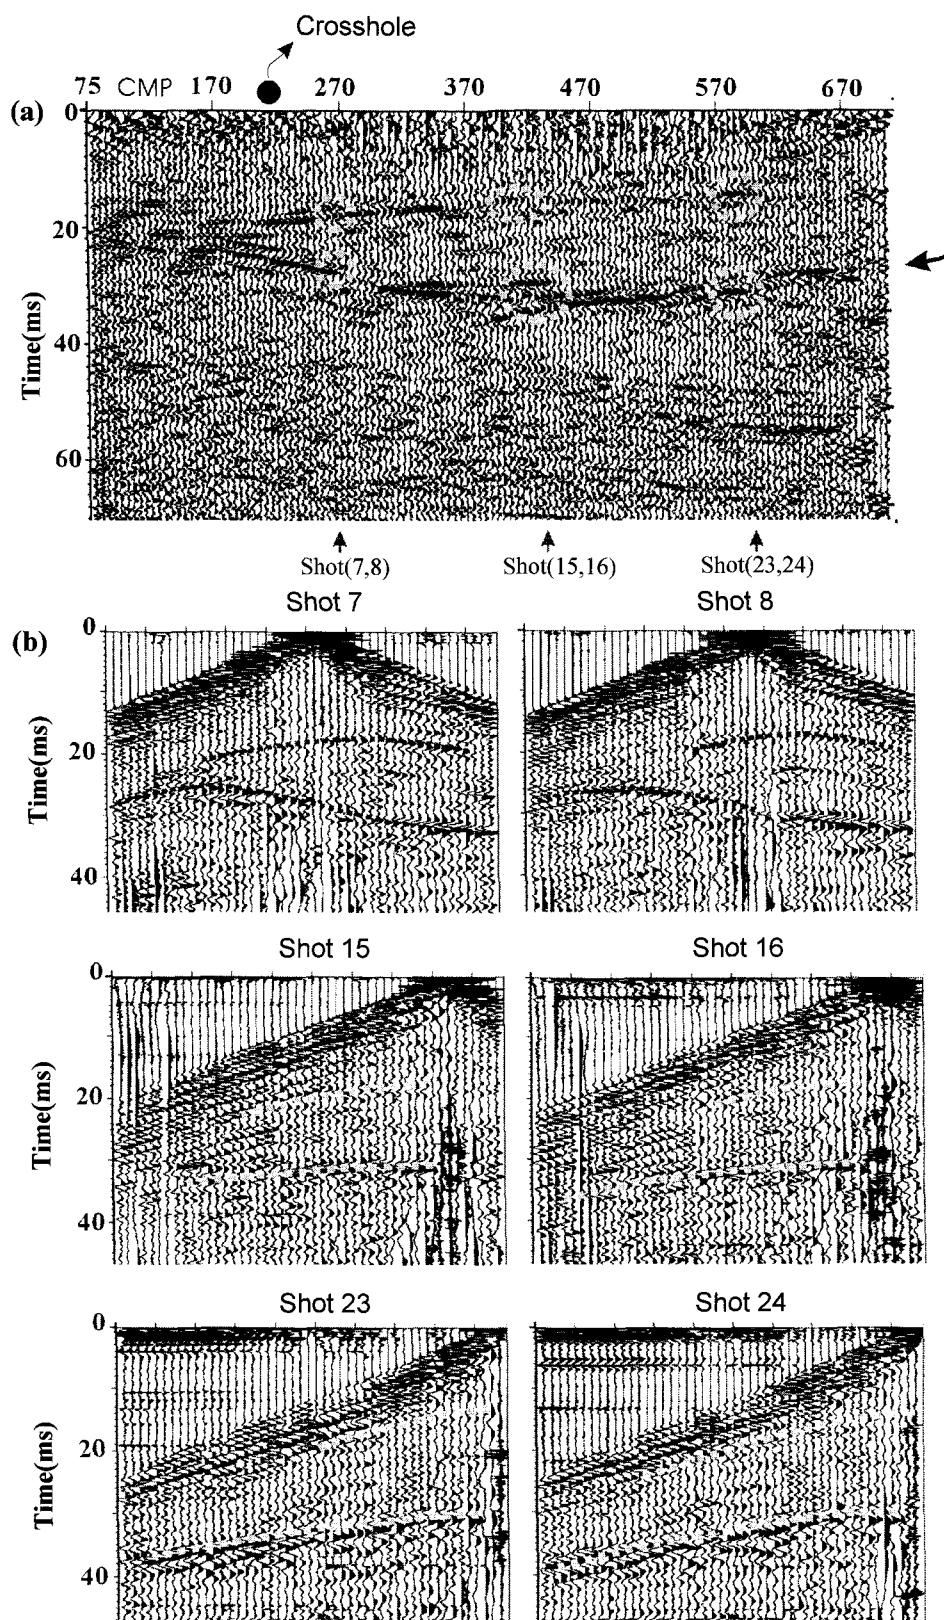 Crosshole
75 CMP 170 270 370 470 570 670
(a)
0
20
40
60
Time(ms)
Shot(7,8) Shot(15,16) Shot(23,24)
Shot 7 Shot 8
(b)
0
20
40
Time(ms)
Shot 15 Shot 16
0
20
40
Time(ms)
Shot 23 Shot 24
0
20
40
Time(ms)